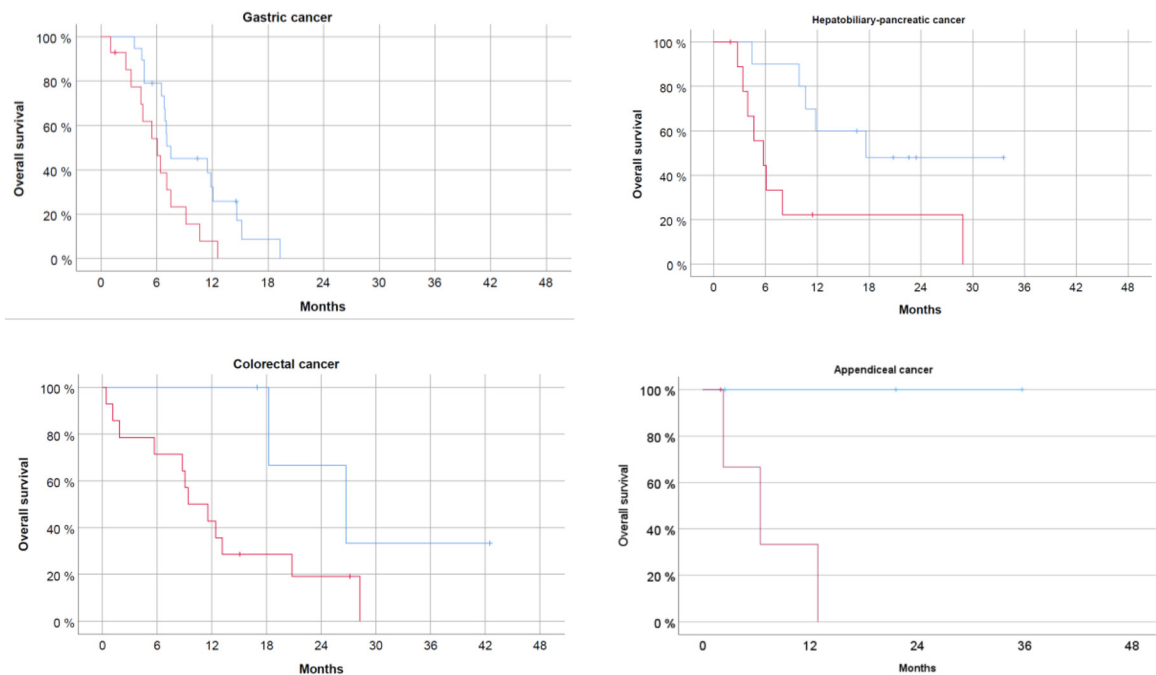 Gastric cancer
100 %
80 %
60 %
40 %
20 %
0 %
Overall survival
0 6 12 18 24 30 36 42 48
Months
Hepatobiliary-pancreatic cancer
100 %
80 %
60 %
40 %
20 %
0 %
Overall survival
0 6 12 18 24 30 36 42 48
Months
Colorectal cancer
100 %
80 %
60 %
40 %
20 %
0 %
Overall survival
0 6 12 18 24 30 36 42 48
Months
Appendiceal cancer
100 %
80 %
60 %
40 %
20 %
0 %
Overall survival
0 12 24 36 48
Months